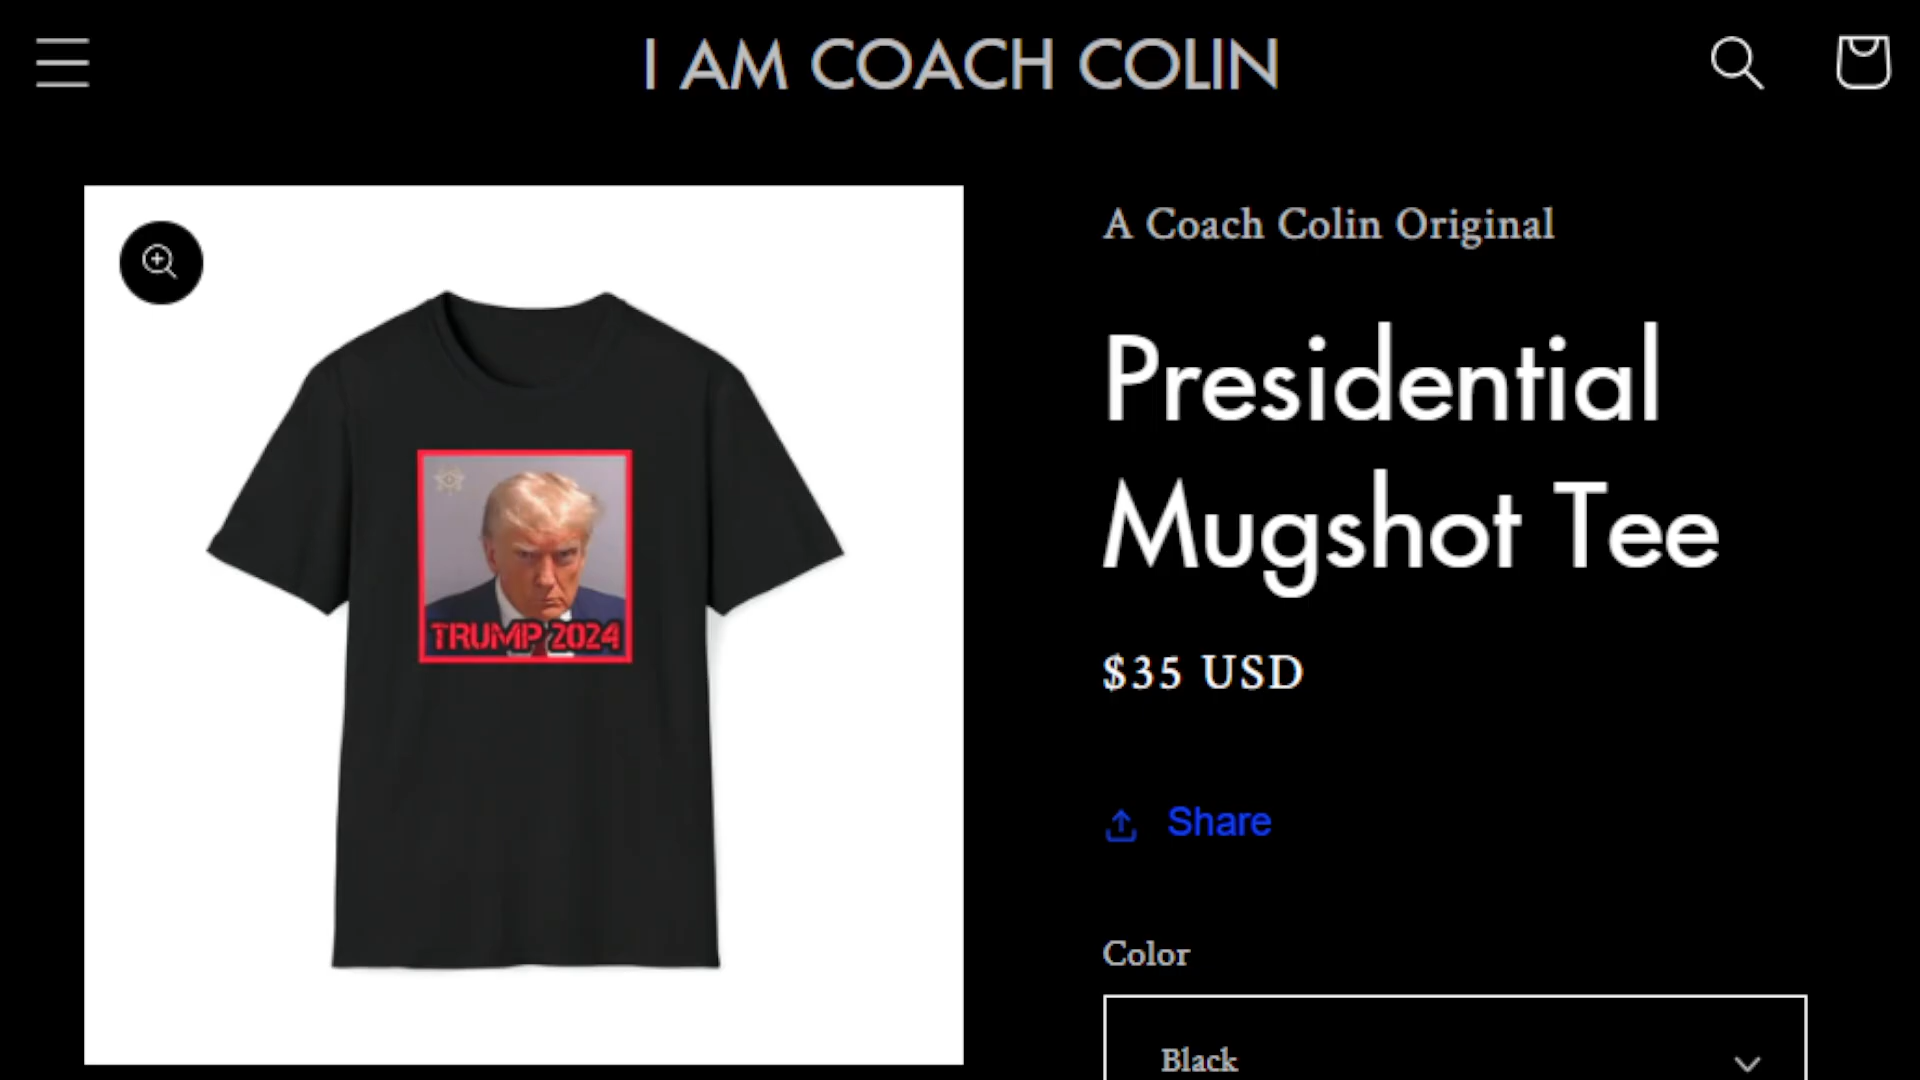 I AM COACH COLIN
A Coach Colin Original
Presidential
Mugshot Tee
TRUMP 2024
$35 USD
Share
Color
Black